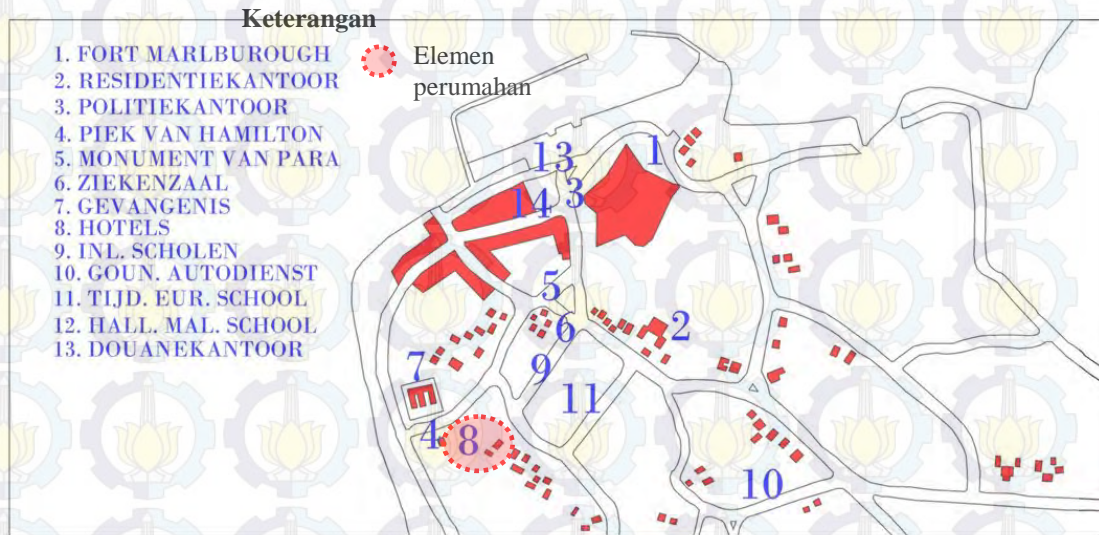 Keterangan
1. FORT MARLBUROUGH
2. RESIDENTIEKANTOOR
3. POLITIEKANTOOR
4. PIEK VAN HAMILTON
5. MONUMENT VAN PARA
6. ZIEKENZAAL
7. GEVANGENIS
8. HOTELS
9. INL. SCHOLEN
10. GOUN. AUTODIENST
11. TIJD. EUR. SCHOOL
12. HALL. MAL. SCHOOL
13. DOUANEKANTOOR
Elemen
perumahan
13
1
3
14
5
6
2
7
9
11
4
8
10